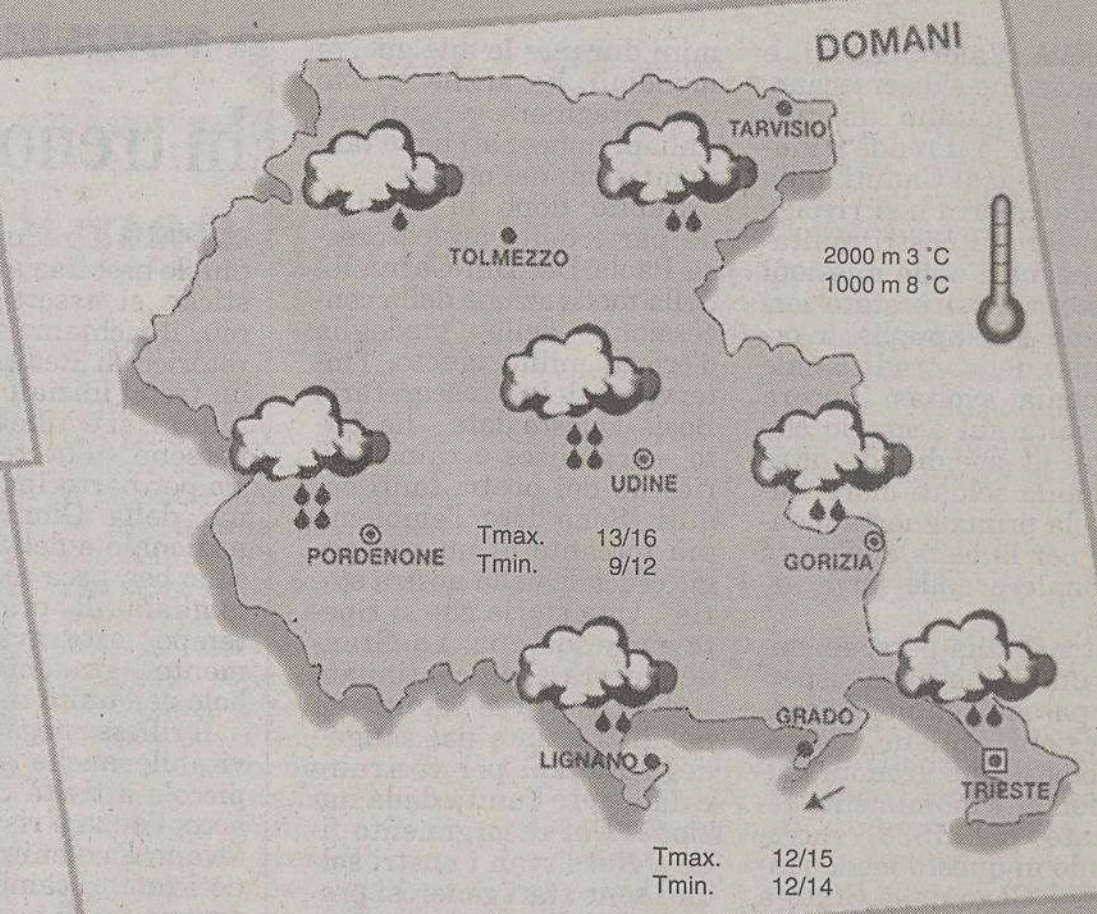 DOMANI
TARVISIO
TOLMEZZO
2000 m 3 °C
1000 m 8 °C
UDINE
PORDENONE
Tmax. 13/16
Tmin. 9/12
GORIZIA
GRADO
LIGNANO
TRIESTE
Tmax. 12/15
Tmin. 12/14